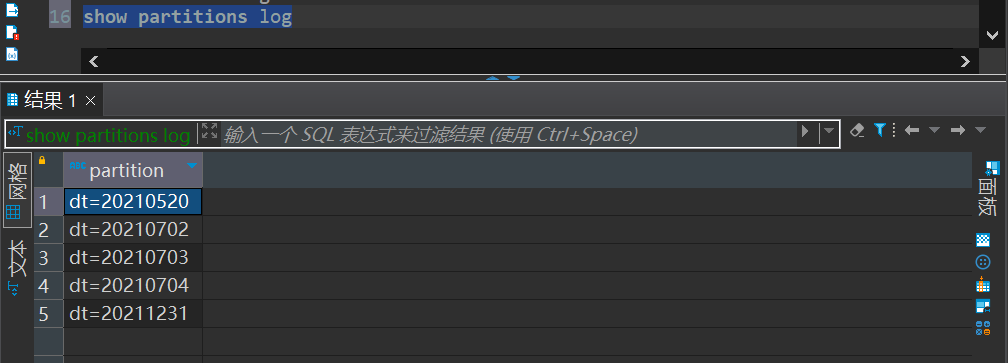 16 show partitions log
结果 1
show partitions log 输入一个 SQL 表达式来过滤结果 (使用 Ctrl+Space)
网格
文本
partition
1 dt=20210520
2 dt=20210702
3 dt=20210703
4 dt=20210704
5 dt=20211231
面板